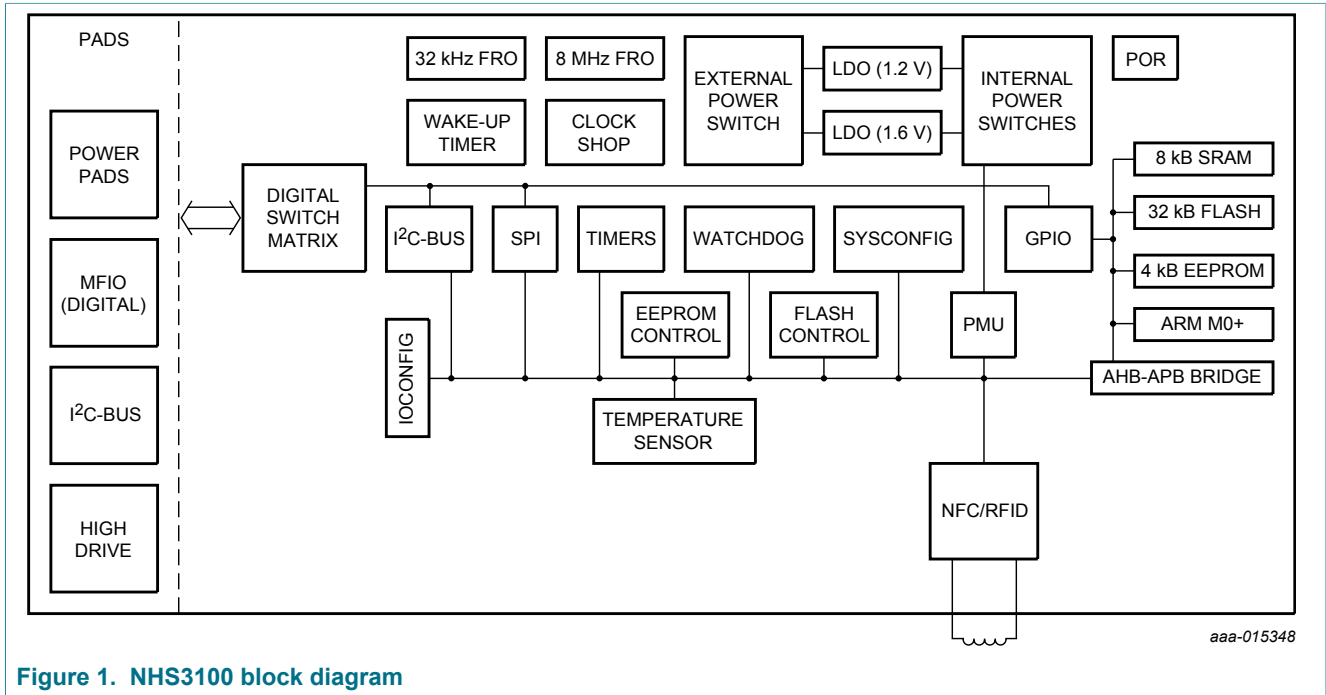 PADS
POWER
PADS
MFIO
(DIGITAL)
I²C-BUS
HIGH
DRIVE
DIGITAL
SWITCH
MATRIX
32 kHz FRO
8 MHz FRO
WAKE-UP
TIMER
CLOCK
SHOP
EXTERNAL
POWER
SWITCH
LDO (1.2 V)
LDO (1.6 V)
INTERNAL
POWER
SWITCHES
POR
I²C-BUS
SPI
TIMERS
WATCHDOG
SYSCONFIG
GPIO
8 kB SRAM
32 kB FLASH
4 kB EEPROM
ARM M0+
AHB-APB BRIDGE
IOCONFIG
EEPROM
CONTROL
FLASH
CONTROL
PMU
TEMPERATURE
SENSOR
NFC/RFID
aaa-015348
Figure 1. NHS3100 block diagram